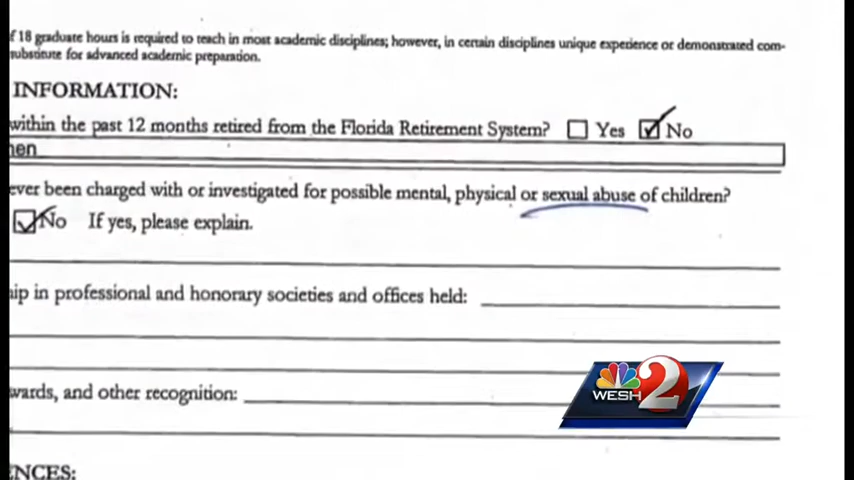 f 18 graduate hours is required to teach in most academic disciplines; however, in certain disciplines unique experience or demonstrated com-
substitute for advanced academic preparation.
INFORMATION:
within the past 12 months retired from the Florida Retirement System? Yes No
hen
ever been charged with or investigated for possible mental, physical or sexual abuse of children?
No If yes, please explain.
ip in professional and honorary societies and offices held:
wards, and other recognition:
WESH 2
ENCES: